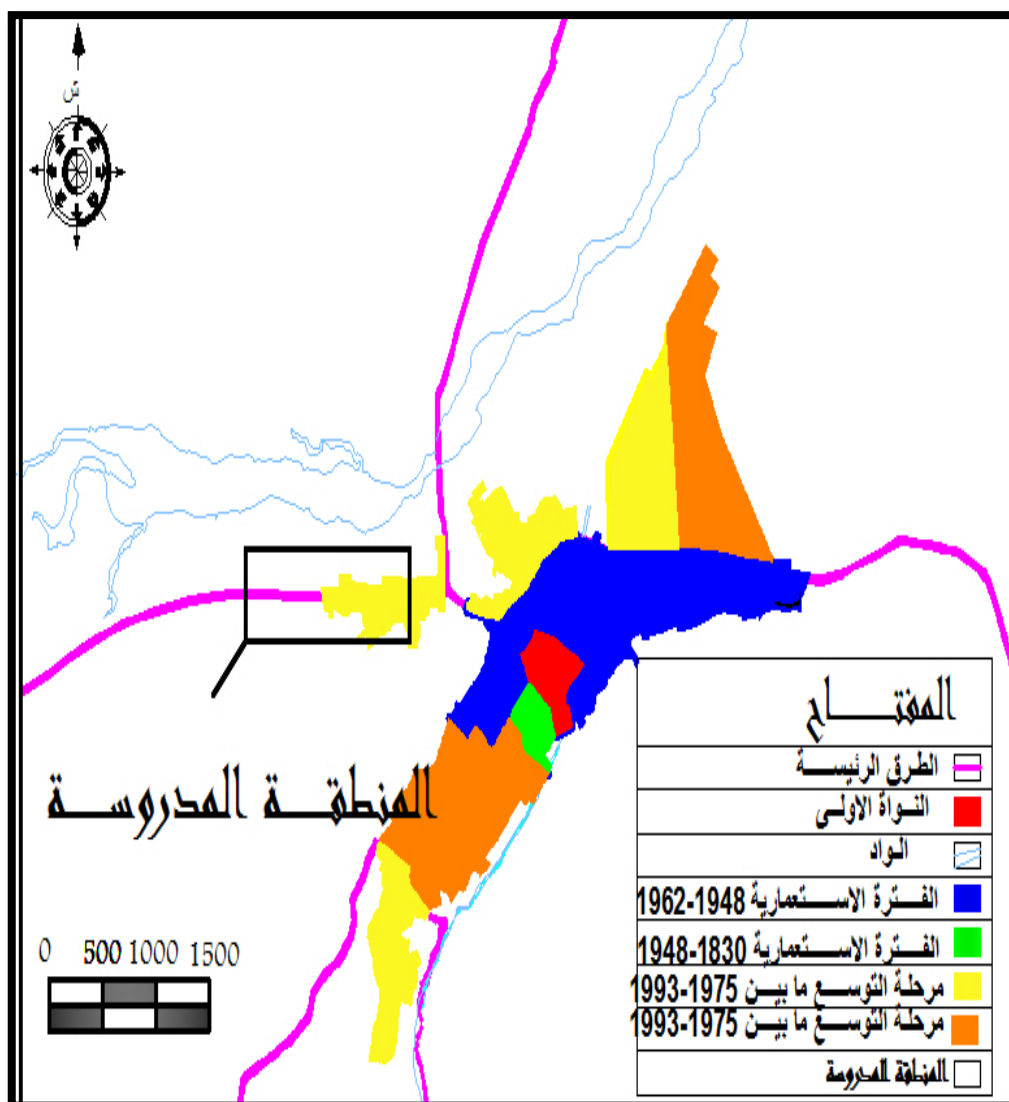 ش
المنطقة المدروسة
0 500 1000 1500
المفتاح
الطرق الرئيسة
النواة الاولى
الواد
الفترة الاستعمارية 1948-1962
الفترة الاستعمارية 1830-1948
مرحلة التوسع ما بين 1975-1993
مرحلة التوسع ما بين 1975-1993
المنطقة المدروسة